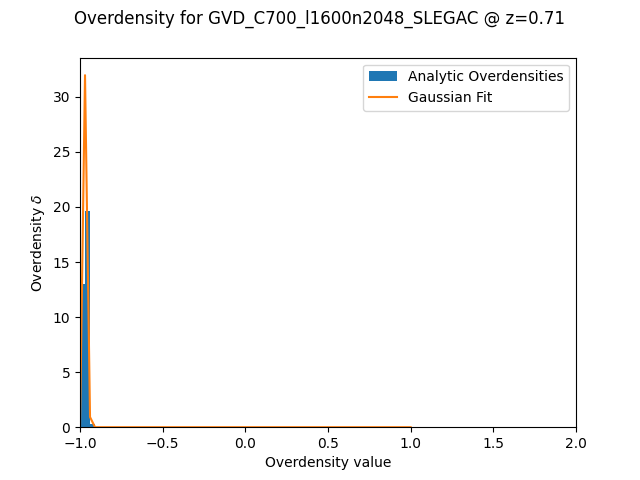 Overdensity for GVD_C700_l1600n2048_SLEGAC @ z=0.71
Analytic Overdensities
Gaussian Fit
Overdensity δ
30
25
20
15
10
5
0
−1.0 −0.5 0.0 0.5 1.0 1.5 2.0
Overdensity value